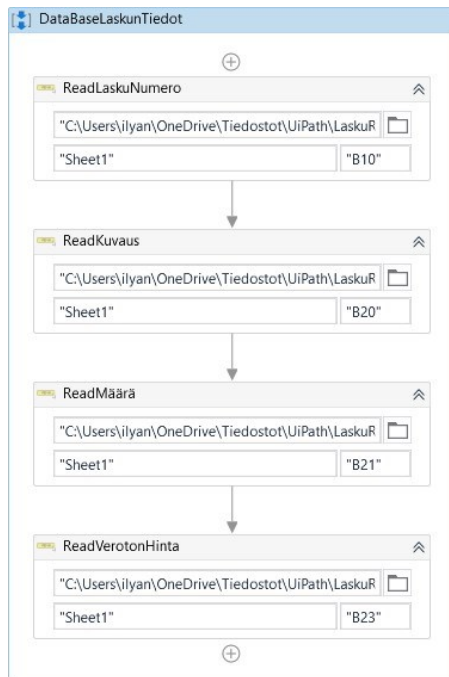 DataBaseLaskunTiedot
ReadLaskuNumero
"C:\Users\ilyan\OneDrive\Tiedostot\UiPath\LaskuR
"Sheet1" "B10"
ReadKuvaus
"C:\Users\ilyan\OneDrive\Tiedostot\UiPath\LaskuR
"Sheet1" "B20"
ReadMäärä
"C:\Users\ilyan\OneDrive\Tiedostot\UiPath\LaskuR
"Sheet1" "B21"
ReadVerotonHinta
"C:\Users\ilyan\OneDrive\Tiedostot\UiPath\LaskuR
"Sheet1" "B23"